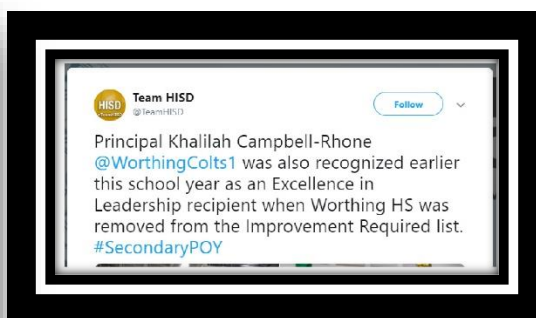 HISD
Team HISD
@TeamHISD
Follow
Principal Khalilah Campbell-Rhone
@WorthingColts1 was also recognized earlier
this school year as an Excellence in
Leadership recipient when Worthing HS was
removed from the Improvement Required list.
#SecondaryPOY